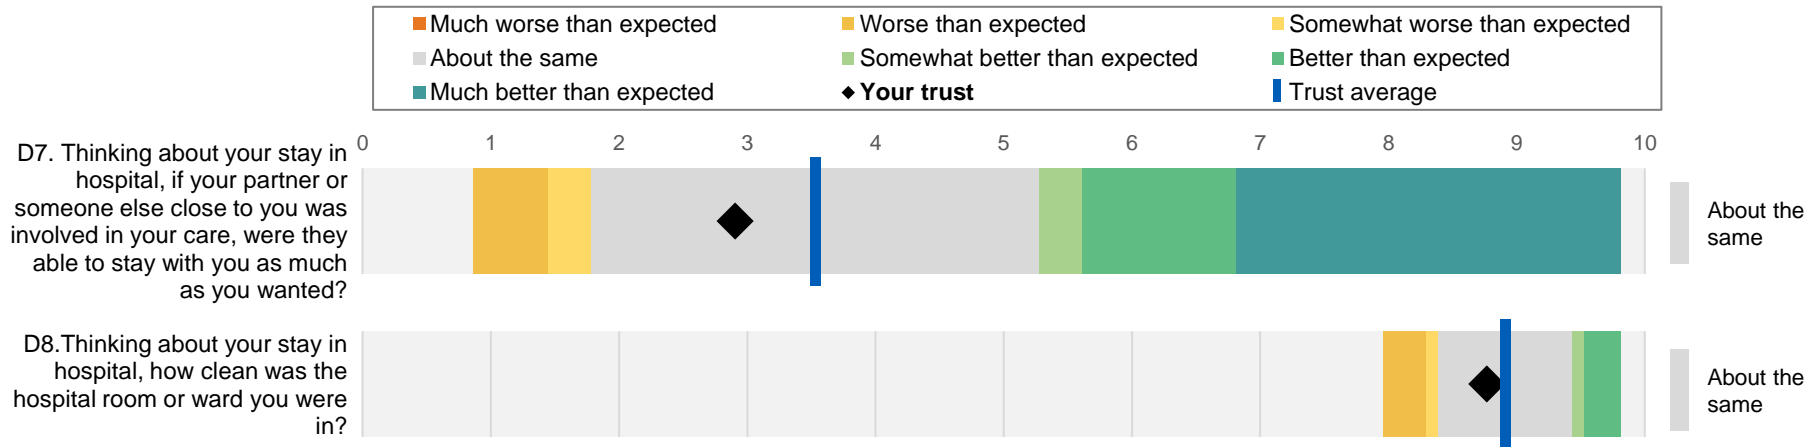 Much worse than expected
Worse than expected
Somewhat worse than expected
About the same
Somewhat better than expected
Better than expected
Much better than expected
Your trust
Trust average
0 1 2 3 4 5 6 7 8 9 10
D7. Thinking about your stay in
hospital, if your partner or
someone else close to you was
involved in your care, were they
able to stay with you as much
as you wanted?
About the
same
D8.Thinking about your stay in
hospital, how clean was the
hospital room or ward you were
in?
About the
same